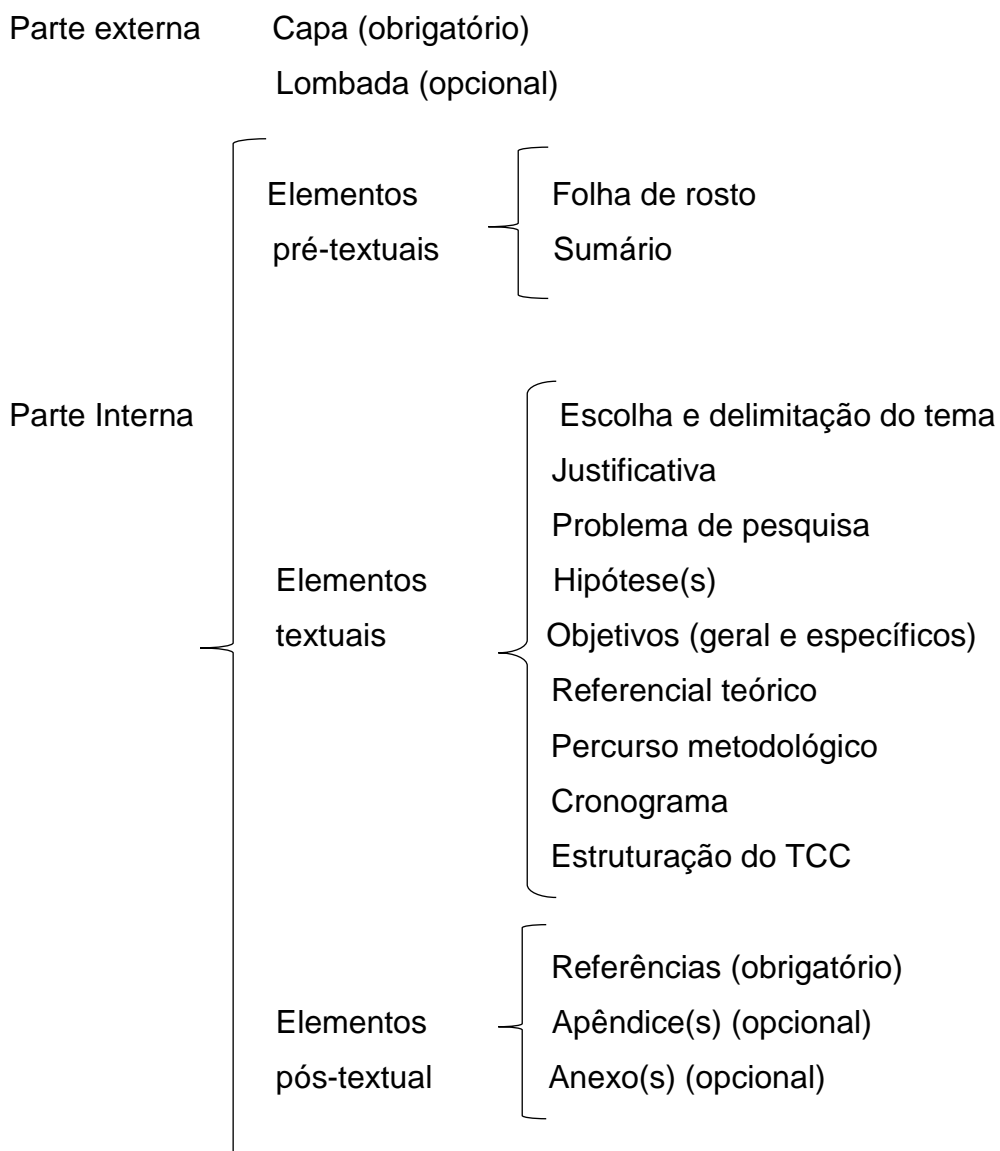 Parte externa Capa (obrigatório)
Lombada (opcional)
Elementos Folha de rosto
pré-textuais Sumário
Parte Interna Escolha e delimitação do tema
Justificativa
Problema de pesquisa
Elementos Hipótese(s)
textuais Objetivos (geral e específicos)
Referencial teórico
Percurso metodológico
Cronograma
Estruturação do TCC
Referências (obrigatório)
Elementos Apêndice(s) (opcional)
pós-textual Anexo(s) (opcional)